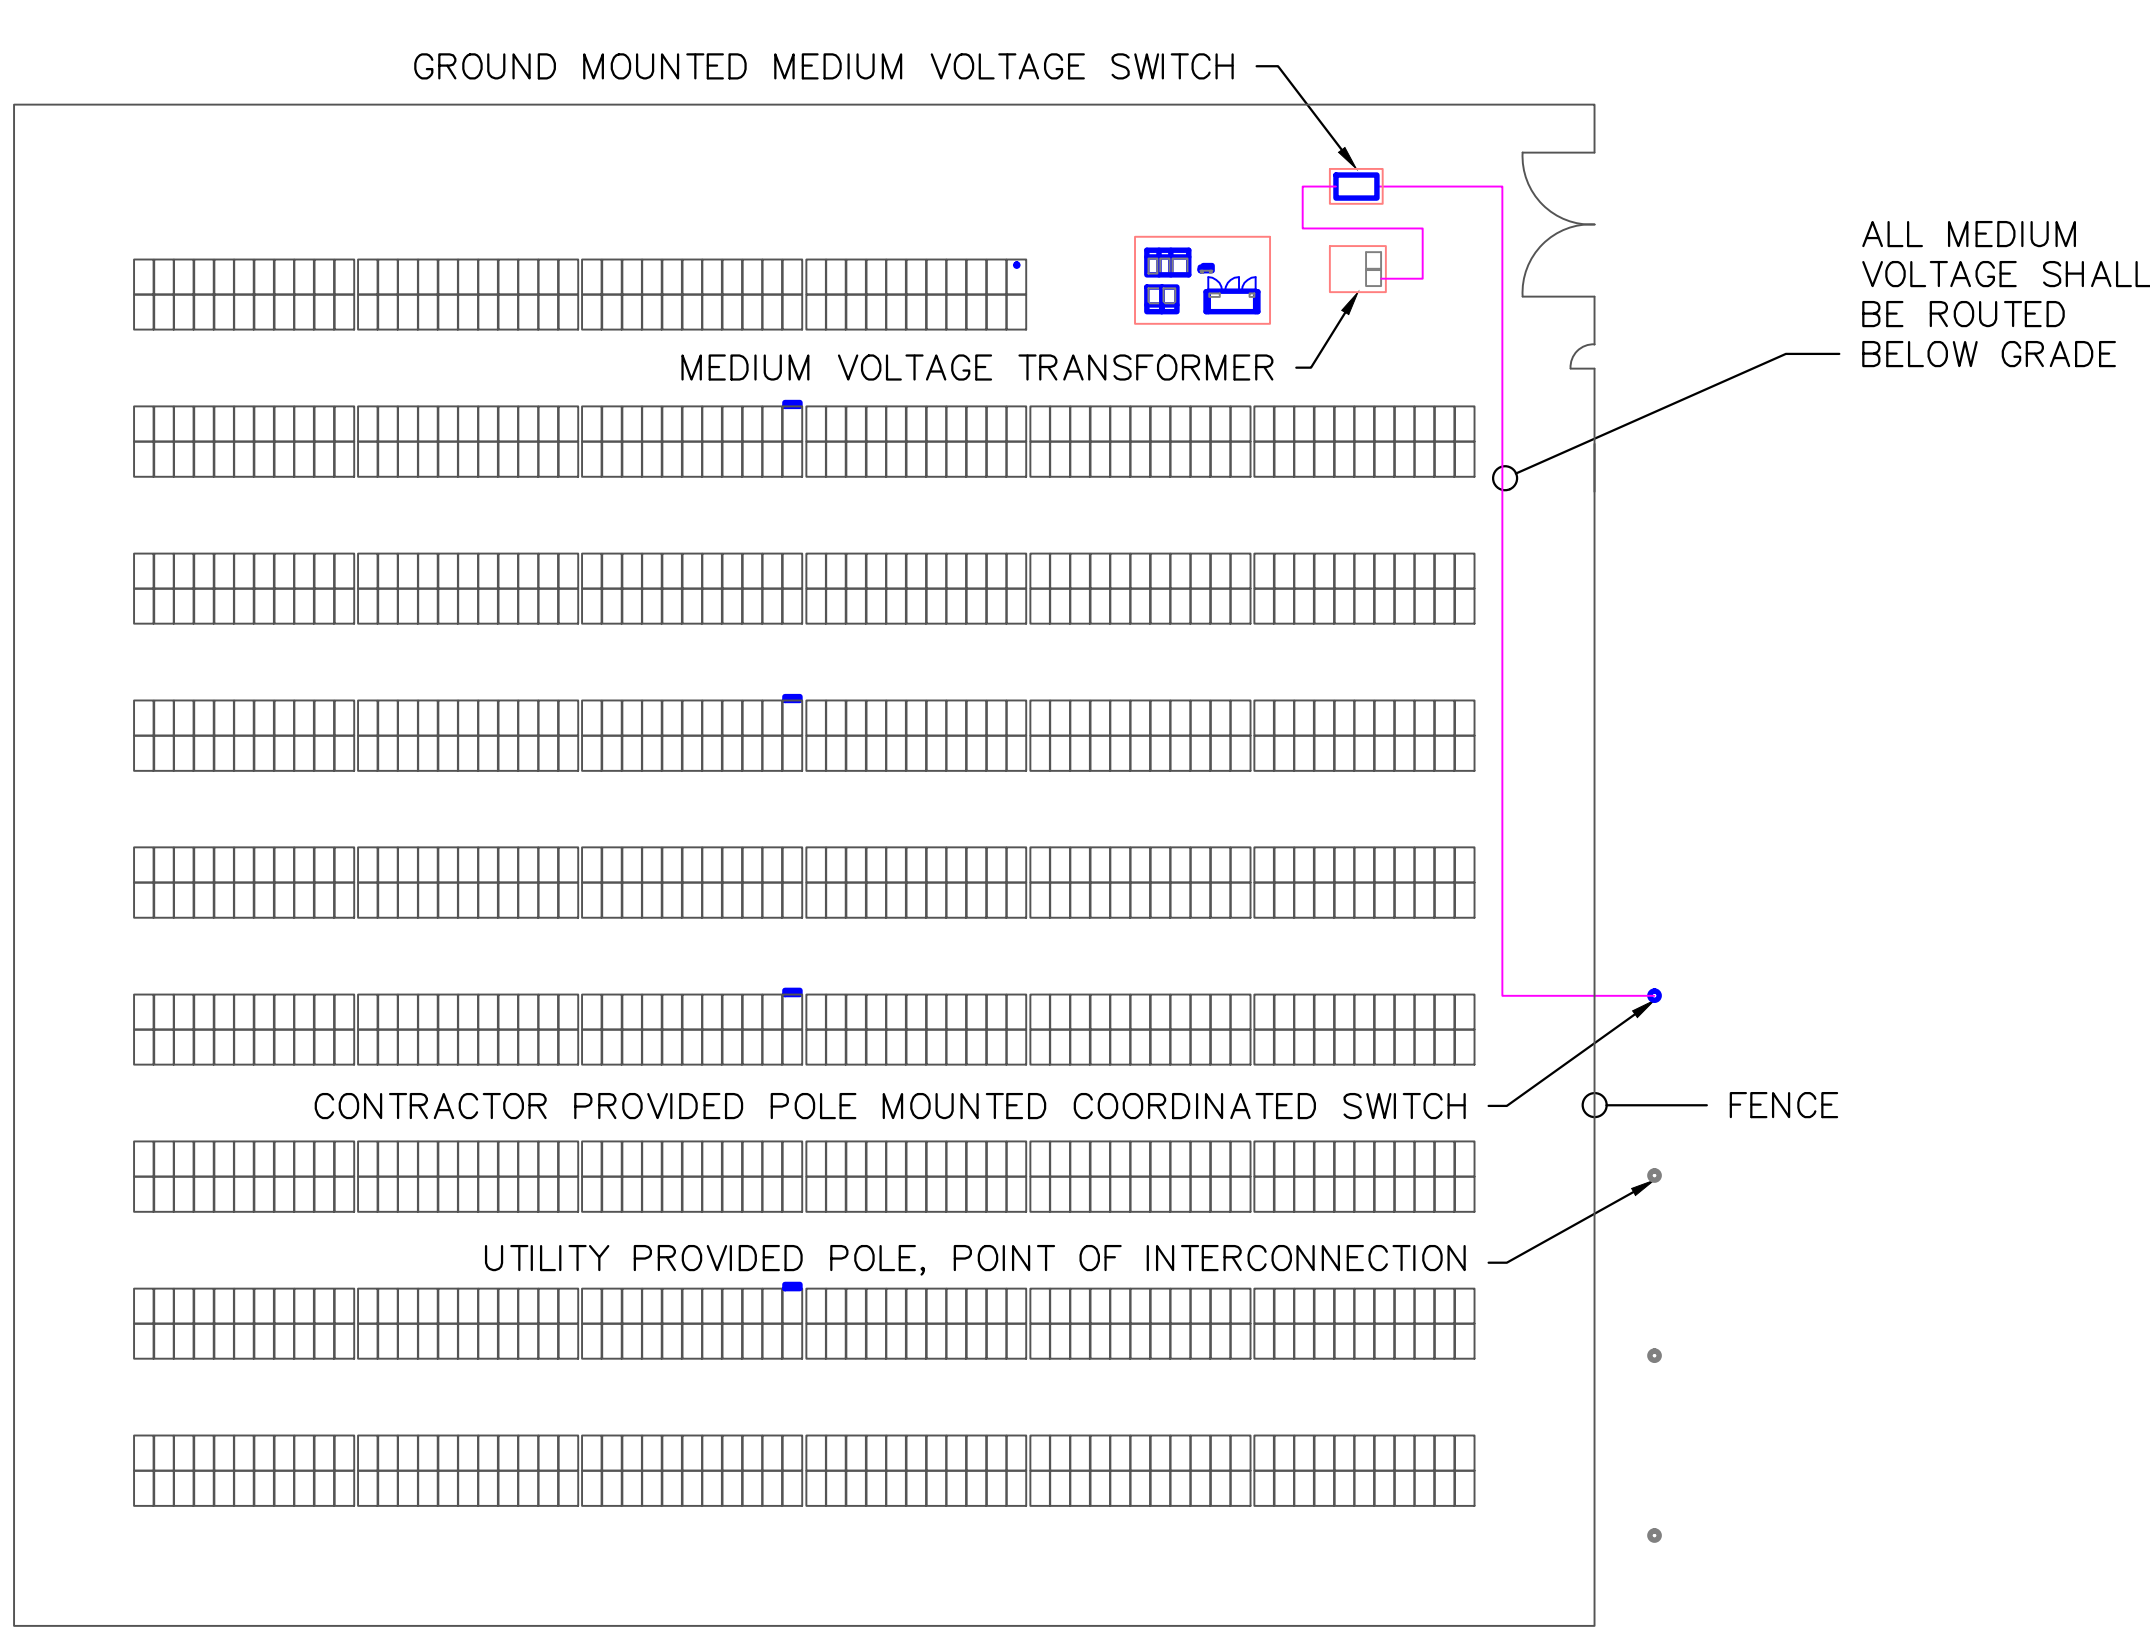 GROUND MOUNTED MEDIUM VOLTAGE SWITCH
ALL MEDIUM
VOLTAGE SHALL
BE ROUTED
BELOW GRADE
MEDIUM VOLTAGE TRANSFORMER
CONTRACTOR PROVIDED POLE MOUNTED COORDINATED SWITCH
FENCE
UTILITY PROVIDED POLE, POINT OF INTERCONNECTION